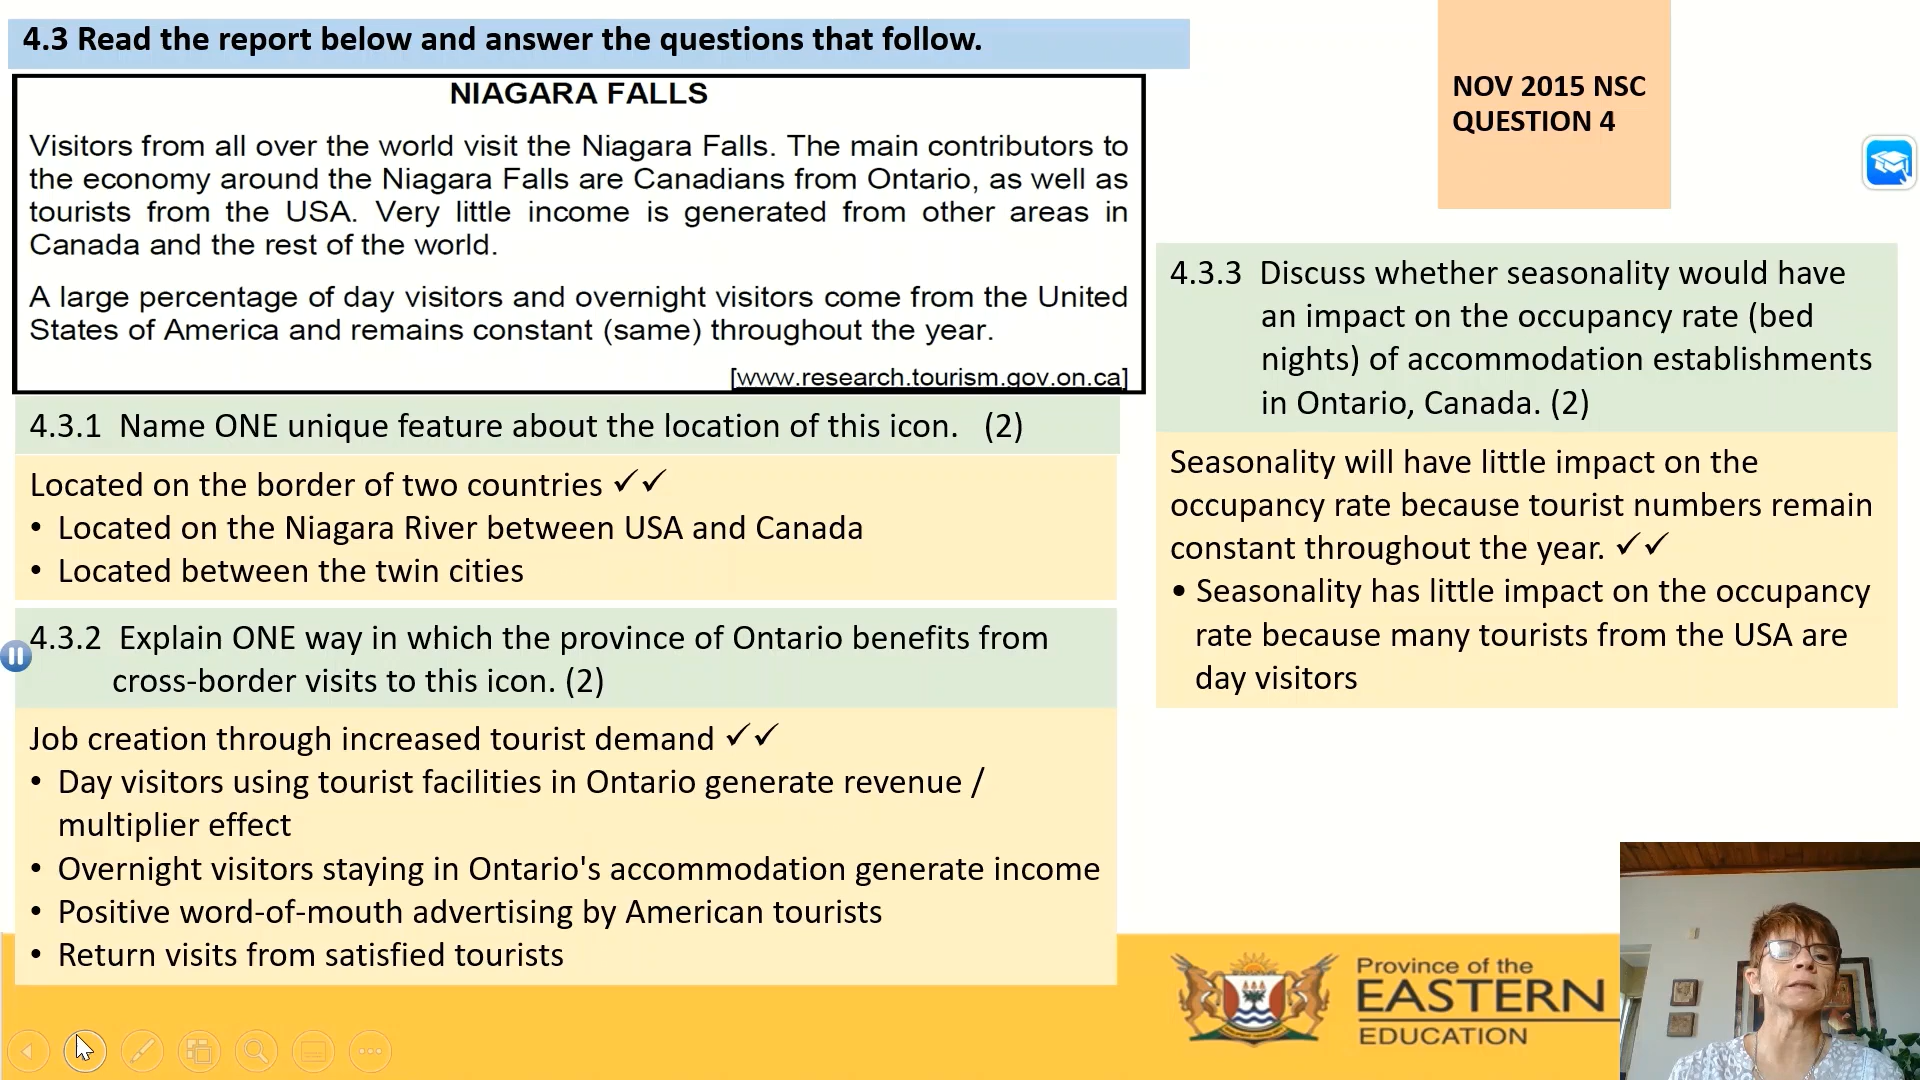 4.3 Read the report below and answer the questions that follow.
NIAGARA FALLS
Visitors from all over the world visit the Niagara Falls. The main contributors to
the economy around the Niagara Falls are Canadians from Ontario, as well as
tourists from the USA. Very little income is generated from other areas in
Canada and the rest of the world.
A large percentage of day visitors and overnight visitors come from the United
States of America and remains constant (same) throughout the year.
[www.research.tourism.gov.on.ca]
4.3.1 Name ONE unique feature about the location of this icon. (2)
Located on the border of two countries ✓✓
• Located on the Niagara River between USA and Canada
• Located between the twin cities
4.3.2 Explain ONE way in which the province of Ontario benefits from
cross-border visits to this icon. (2)
Job creation through increased tourist demand ✓✓
• Day visitors using tourist facilities in Ontario generate revenue /
multiplier effect
• Overnight visitors staying in Ontario's accommodation generate income
• Positive word-of-mouth advertising by American tourists
• Return visits from satisfied tourists
NOV 2015 NSC
QUESTION 4
4.3.3 Discuss whether seasonality would have
an impact on the occupancy rate (bed
nights) of accommodation establishments
in Ontario, Canada. (2)
Seasonality will have little impact on the
occupancy rate because tourist numbers remain
constant throughout the year. ✓✓
• Seasonality has little impact on the occupancy
rate because many tourists from the USA are
day visitors
Province of the
EASTERN
EDUCATION